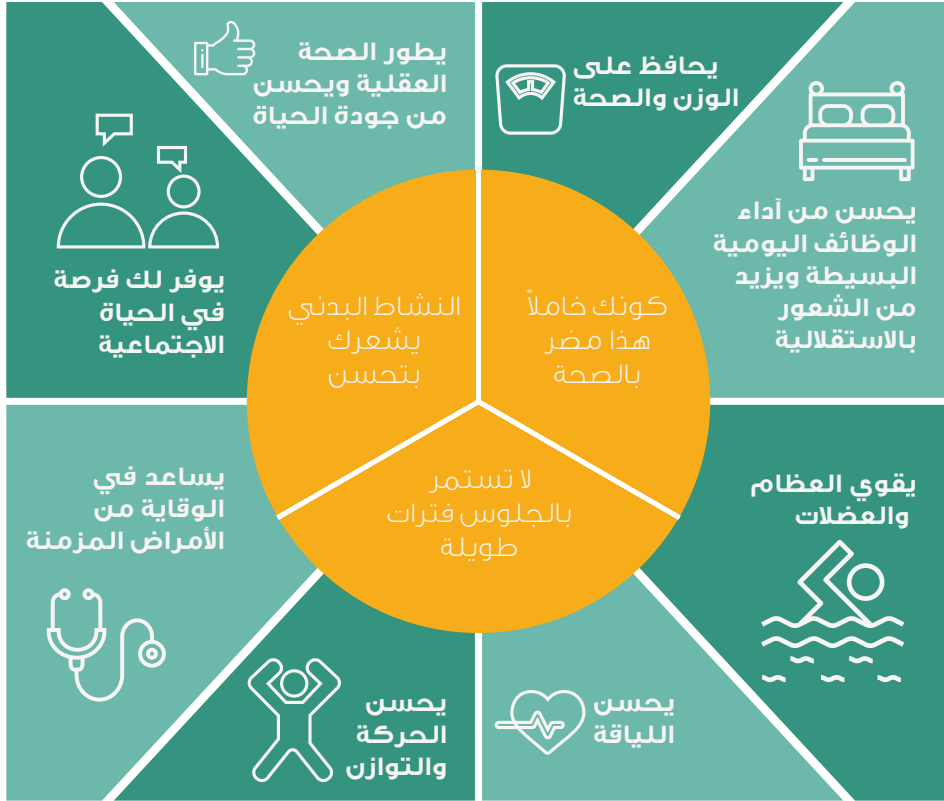 يحافظ على
الوزن والصحة
يطور الصحة
العقلية ويحسن
من جودة الحياة
يحسن من آداء
الوظائف اليومية
البسيطة ويزيد
من الشعور
بالاستقلالية
يوفر لك فرصة
في الحياة
الاجتماعية
كونك خاملاً
هذا مضر
بالصحة
النشاط البدني
يشعرك
بتحسن
لا تستمر
بالجلوس فترات
طويلة
يقوي العظام
والعضلات
يساعد في
الوقاية من
الأمراض المزمنة
يحسن
اللياقة
يحسن
الحركة
والتوازن